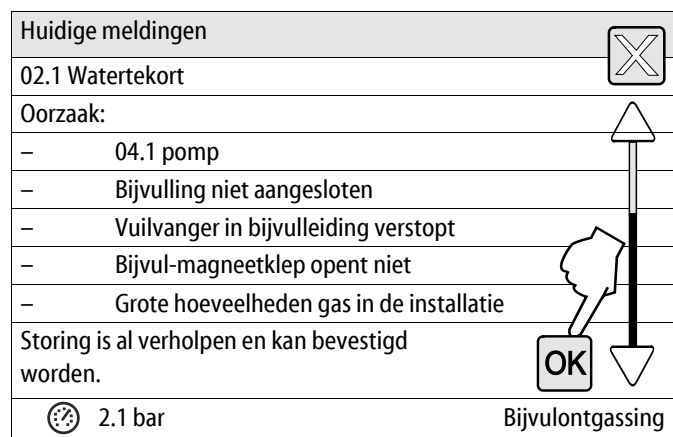 Huidige meldingen
X
02.1 Watertekort
Oorzaak:
– 04.1 pomp
– Bijvulling niet aangesloten
– Vuilvanger in bijvulleiding verstopt
– Bijvul-magneetklep opent niet
– Grote hoeveelheden gas in de installatie
Storing is al verholpen en kan bevestigd
worden.
OK
2.1 bar Bijvulontgassing